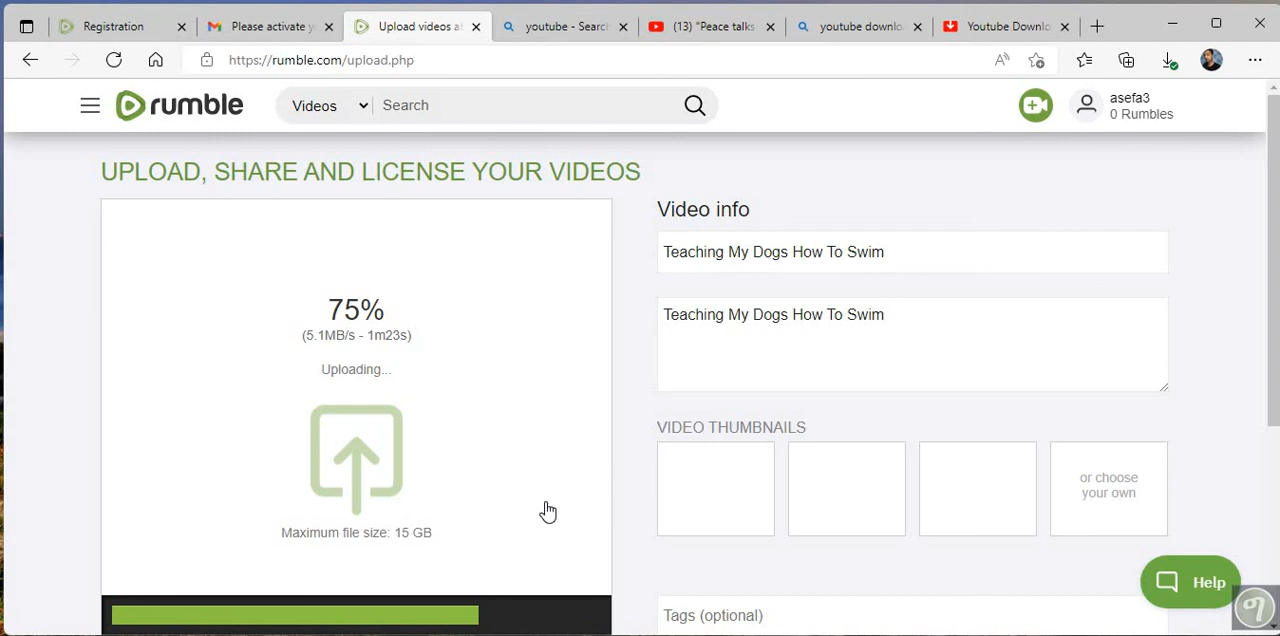 Registration
Please activate y
Upload videos a
youtube - Search
(13) "Peace talks
youtube downlo
Youtube Downlo
https://rumble.com/upload.php
rumble
Videos
Search
asefa3
0 Rumbles
UPLOAD, SHARE AND LICENSE YOUR VIDEOS
75%
(5.1MB/s - 1m23s)
Uploading...
Maximum file size: 15 GB
Video info
Teaching My Dogs How To Swim
Teaching My Dogs How To Swim
VIDEO THUMBNAILS
or choose
your own
Tags (optional)
Help